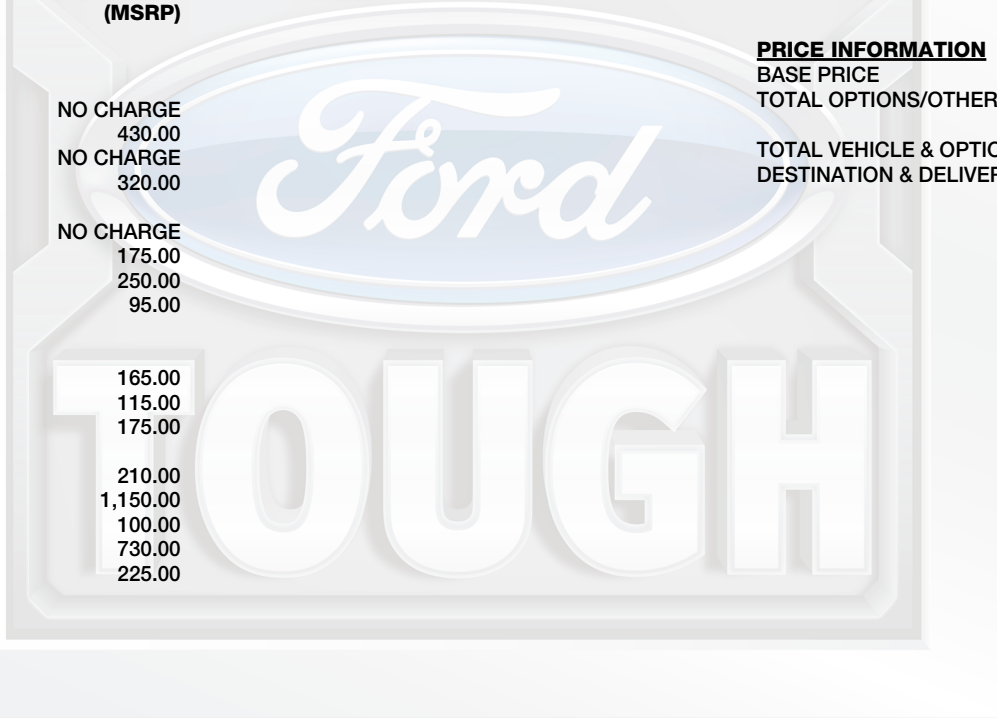 (MSRP)
NO CHARGE
430.00
NO CHARGE
320.00
NO CHARGE
175.00
250.00
95.00
165.00
115.00
175.00
210.00
1,150.00
100.00
730.00
225.00
PRICE INFORMATION
BASE PRICE
TOTAL OPTIONS/OTHER
TOTAL VEHICLE & OPTIO
DESTINATION & DELIVER
Ford
TOUGH